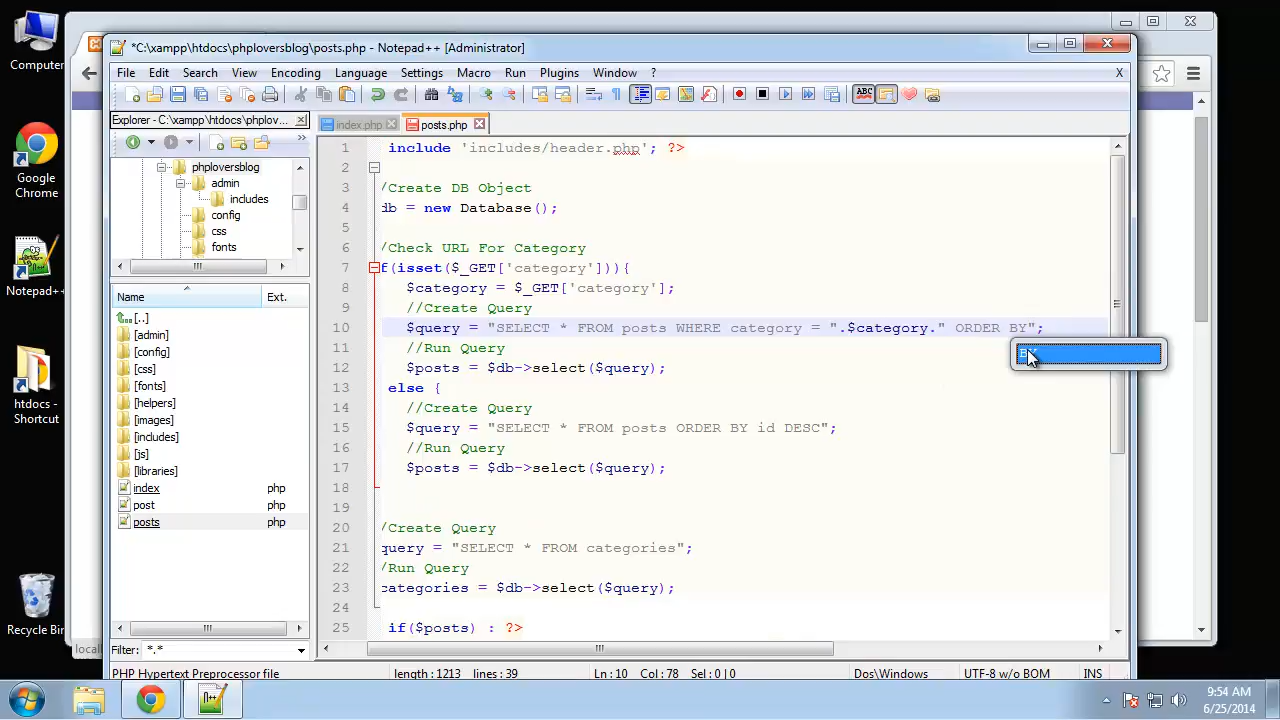 Computer
Google
Chrome
Notepad++
htdocs -
Shortcut
Recycle Bin
*C:\xampp\htdocs\phploversblog\posts.php - Notepad++ [Administrator]
File Edit Search View Encoding Language Settings Macro Run Plugins Window ? X
ABC
Explorer - C:\xampp\htdocs\phplov...
index.php posts.php
phploversblog
admin
includes
config
css
fonts
Name Ext.
[..]
[admin]
[config]
[css]
[fonts]
[helpers]
[images]
[includes]
[js]
[libraries]
index php
post php
posts php
Filter: *.*
1 include 'includes/header.php'; ?>
2
3 /Create DB Object
4 db = new Database();
5
6 /Check URL For Category
7 f(isset($_GET['category'])){
8 $category = $_GET['category'];
9 //Create Query
10 $query = "SELECT * FROM posts WHERE category = ".$category." ORDER BY";
11 //Run Query
12 $posts = $db->select($query);
13 else {
14 //Create Query
15 $query = "SELECT * FROM posts ORDER BY id DESC";
16 //Run Query
17 $posts = $db->select($query);
18
19
20 /Create Query
21 query = "SELECT * FROM categories";
22 /Run Query
23 categories = $db->select($query);
24
25 if($posts) : ?>
PHP Hypertext Preprocessor file length : 1213 lines : 39 Ln : 10 Col : 78 Sel : 0 | 0 Dos\Windows UTF-8 w/o BOM INS
9:54 AM
6/25/2014